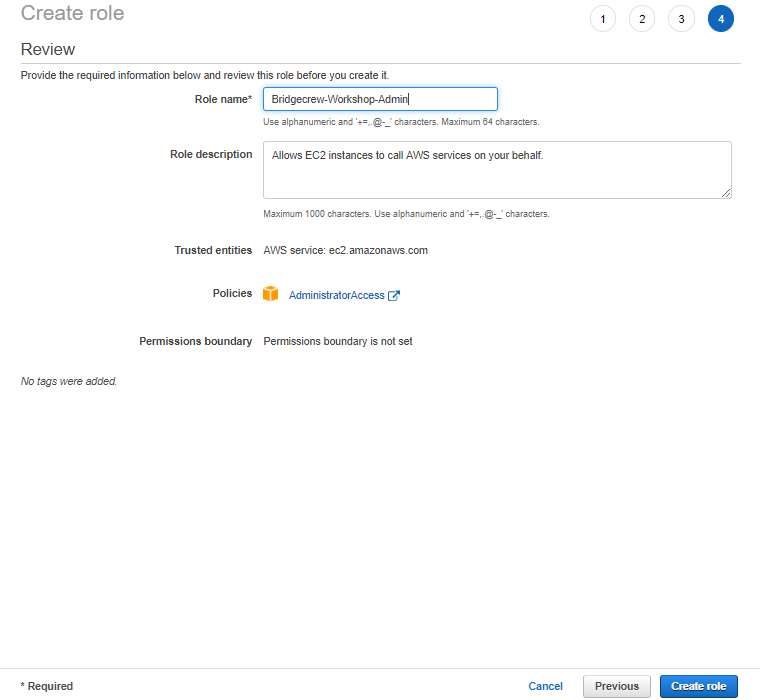 Create role
1 2 3 4
Review
Provide the required information below and review this role before you create it.
Role name* Bridgecrew-Workshop-Admin
Use alphanumeric and '+=,.@-_' characters. Maximum 64 characters.
Role description Allows EC2 instances to call AWS services on your behalf.
Maximum 1000 characters. Use alphanumeric and '+=,.@-_' characters.
Trusted entities AWS service: ec2.amazonaws.com
Policies AdministratorAccess
Permissions boundary Permissions boundary is not set
No tags were added.
* Required Cancel Previous Create role